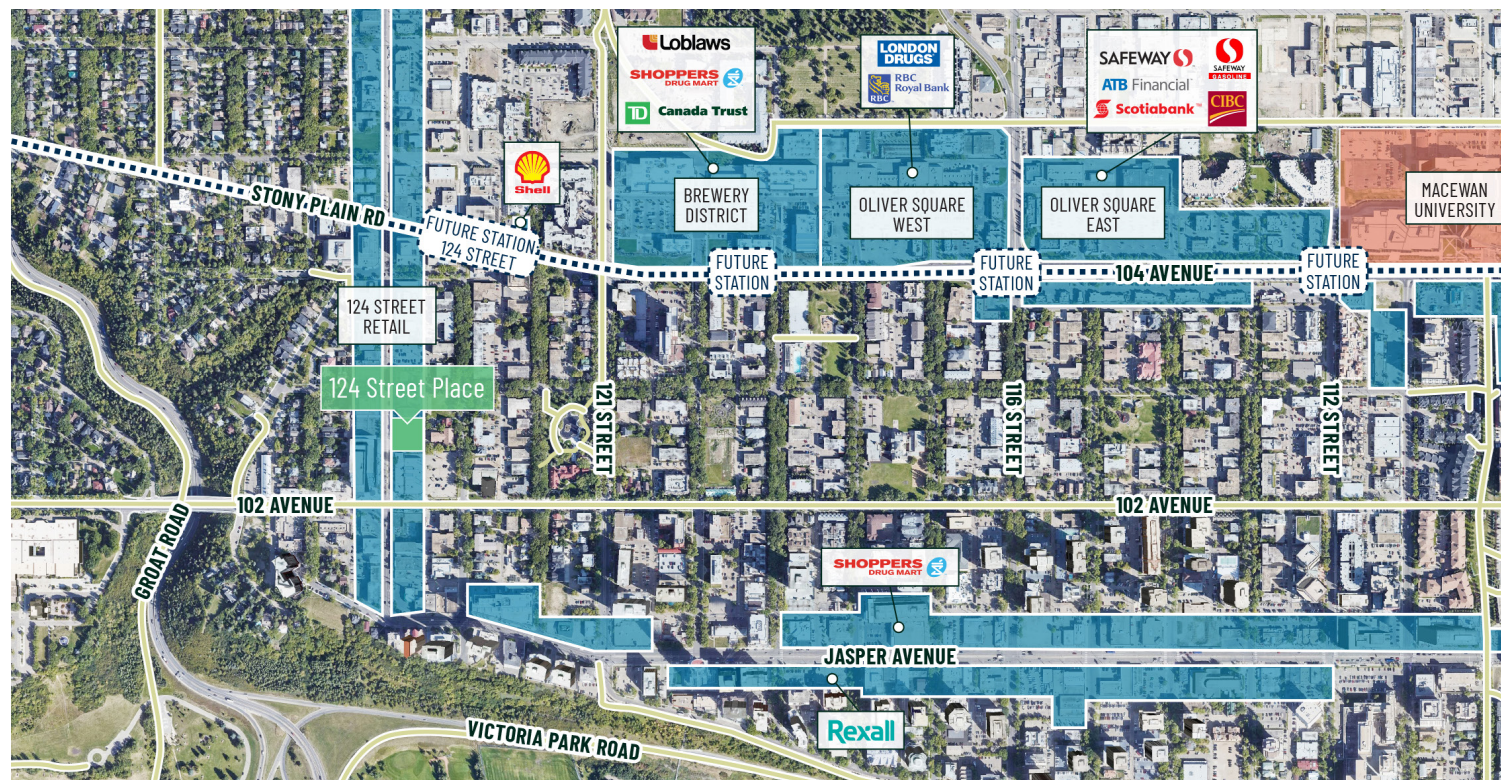 Loblaws
SHOPPERS
DRUG MART
TD Canada Trust
LONDON
DRUGS
RBC
RBC
Royal Bank
SAFEWAY
SAFEWAY
GASOLINE
ATB Financial
Scotiabank
CIBC
Shell
STONY PLAIN RD
FUTURE STATION
124 STREET
BREWERY
DISTRICT
OLIVER SQUARE
WEST
OLIVER SQUARE
EAST
MACEWAN
UNIVERSITY
FUTURE
STATION
FUTURE
STATION
104 AVENUE
FUTURE
STATION
124 STREET
RETAIL
124 Street Place
121 STREET
116 STREET
112 STREET
102 AVENUE
102 AVENUE
GROAT ROAD
SHOPPERS
DRUG MART
JASPER AVENUE
Rexall
VICTORIA PARK ROAD